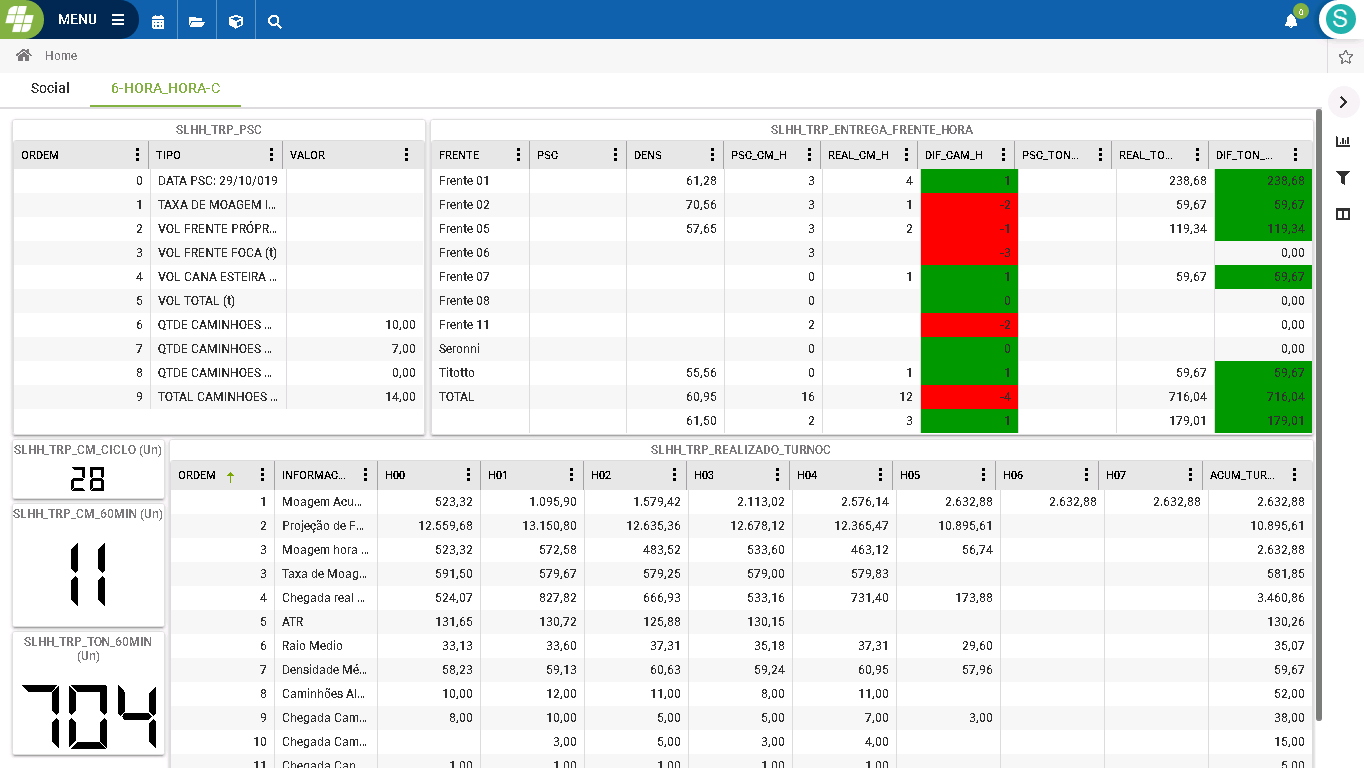 MENU
0
S
Home
Social 6-HORA_HORA-C
SLHH_TRP_PSC
ORDEM TIPO VALOR
0 DATA PSC: 29/10/019
1 TAXA DE MOAGEM I...
2 VOL FRENTE PRÓPR...
3 VOL FRENTE FOCA (t)
4 VOL CANA ESTEIRA ...
5 VOL TOTAL (t)
6 QTDE CAMINHOES ... 10,00
7 QTDE CAMINHOES ... 7,00
8 QTDE CAMINHOES ... 0,00
9 TOTAL CAMINHOES ... 14,00
SLHH_TRP_ENTREGA_FRENTE_HORA
FRENTE PSC DENS PSC_CM_H REAL_CM_H DIF_CAM_H PSC_TON... REAL_TO... DIF_TON_...
Frente 01 61,28 3 4 1 238,68 238,68
Frente 02 70,56 3 1 -2 59,67 59,67
Frente 05 57,65 3 2 -1 119,34 119,34
Frente 06 3 -3 0,00
Frente 07 0 1 1 59,67 59,67
Frente 08 0 0 0,00
Frente 11 2 -2 0,00
Seronni 0 0 0,00
Titotto 55,56 0 1 1 59,67 59,67
TOTAL 60,95 16 12 -4 716,04 716,04
61,50 2 3 1 179,01 179,01
SLHH_TRP_CM_CICLO (Un)
28
SLHH_TRP_CM_60MIN (Un)
11
SLHH_TRP_TON_60MIN
(Un)
704
SLHH_TRP_REALIZADO_TURNOC
ORDEM INFORMAC... H00 H01 H02 H03 H04 H05 H06 H07 ACUM_TUR...
1 Moagem Acu... 523,32 1.095,90 1.579,42 2.113,02 2.576,14 2.632,88 2.632,88 2.632,88 2.632,88
2 Projeção de F... 12.559,68 13.150,80 12.635,36 12.678,12 12.365,47 10.895,61 10.895,61
3 Moagem hora ... 523,32 572,58 483,52 533,60 463,12 56,74 2.632,88
3 Taxa de Moag... 591,50 579,67 579,25 579,00 579,83 581,85
4 Chegada real ... 524,07 827,82 666,93 533,16 731,40 173,88 3.460,86
5 ATR 131,65 130,72 125,88 130,15 130,26
6 Raio Medio 33,13 33,60 37,31 35,18 37,31 29,60 35,07
7 Densidade Mé... 58,23 59,13 60,63 59,24 60,95 57,96 59,67
8 Caminhões Al... 10,00 12,00 11,00 8,00 11,00 52,00
9 Chegada Cam... 8,00 10,00 5,00 5,00 7,00 3,00 38,00
10 Chegada Cam... 3,00 5,00 3,00 4,00 15,00
11 Chegada Can... 1,00 1,00 1,00 1,00 1,00 5,00